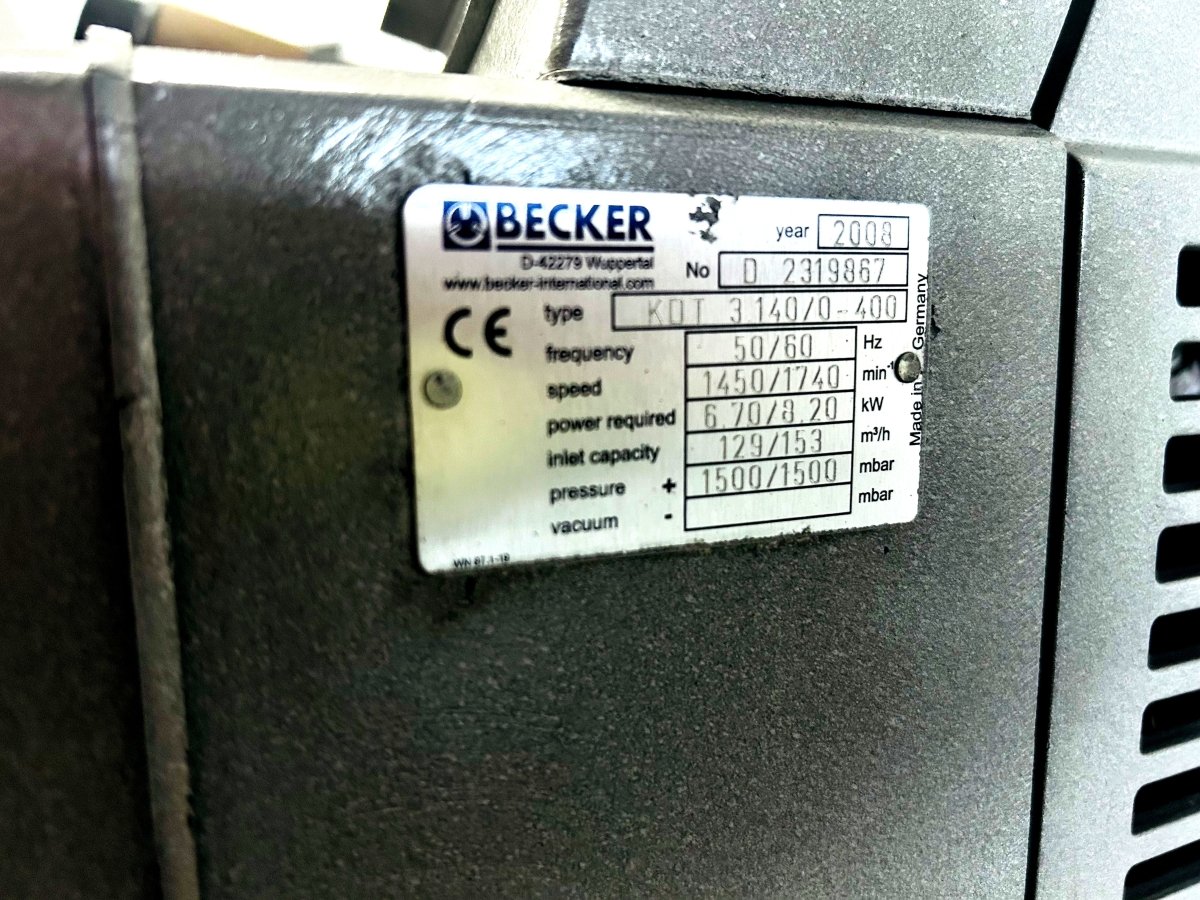 BECKER
D-42279 Wuppertal
www.becker-international.com
year 2008
No D 2319867
CE type KDT 3.140/0-400
frequency 50/60 Hz
speed 1450/1740 min-¹
power required 6,70/8,20 kW
inlet capacity 129/153 m³/h
pressure + 1500/1500 mbar
vacuum - mbar
Made in Germany